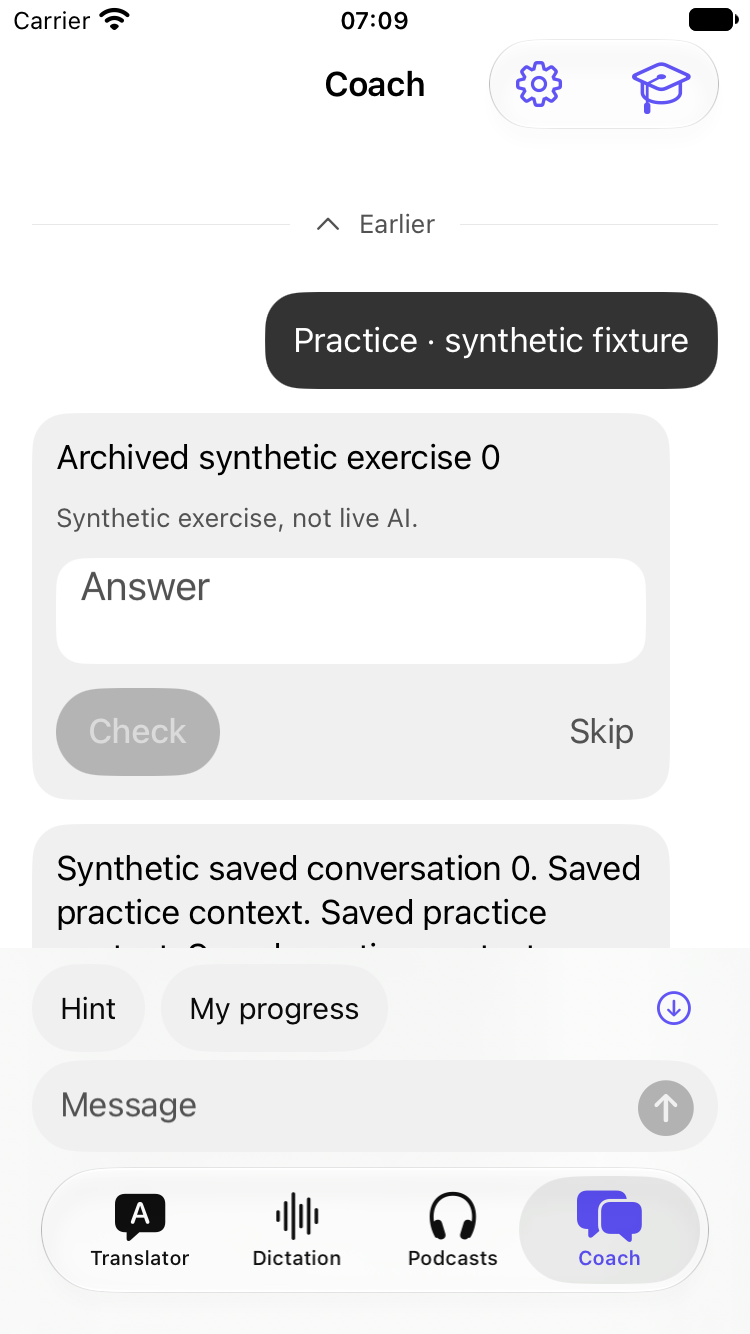 Carrier
07:09
Coach
Earlier
Practice · synthetic fixture
Archived synthetic exercise 0
Synthetic exercise, not live AI.
Answer
Check
Skip
Synthetic saved conversation 0. Saved
practice context. Saved practice
Hint
My progress
Message
A
Translator
Dictation
Podcasts
Coach